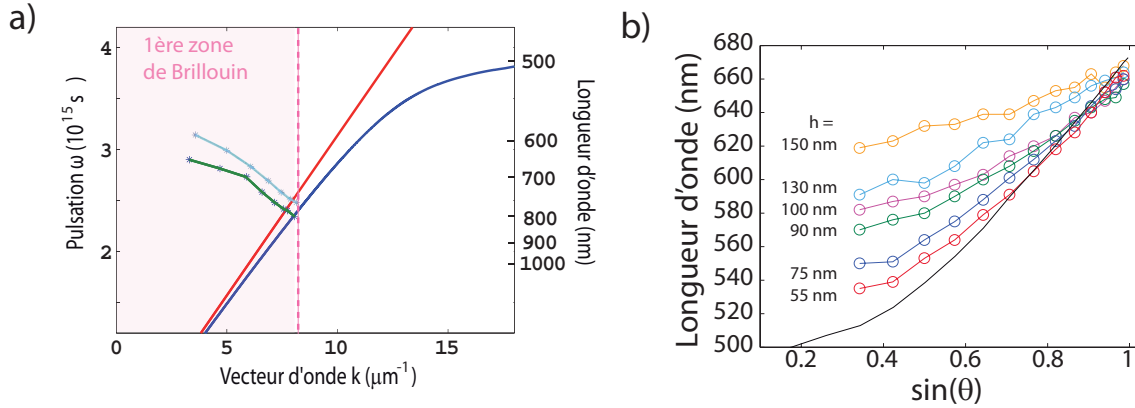 a)
1ère zone
de Brillouin
4
3
2
Pulsation ω (10 15 s)
0
5
10
15
Vecteur d'onde k (μm-1)
500
600
700
800
900
1000
Longueur d'onde (nm)
b)
680
660
640
620
600
580
560
540
520
500
Longueur d'onde (nm)
h =
150 nm
130 nm
100 nm
90 nm
75 nm
55 nm
0.2
0.4
0.6
0.8
1
sin(θ)